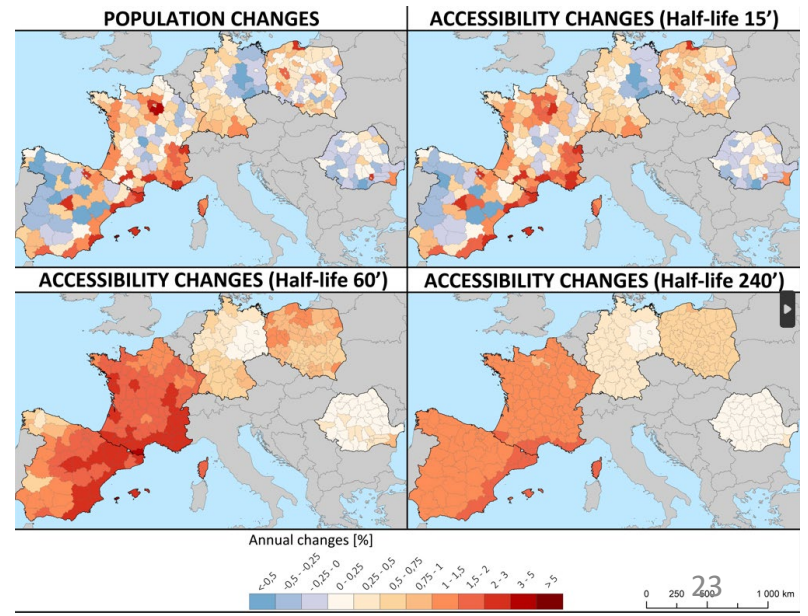 POPULATION CHANGES
ACCESSIBILITY CHANGES (Half-life 15’)
ACCESSIBILITY CHANGES (Half-life 60’)
ACCESSIBILITY CHANGES (Half-life 240’)
Annual changes [%]
<-0.5
-0,5 - -0,25
-0,25 - 0
0 - 0,25
0,25 - 0,5
0,5 - 0,75
0,75 - 1
1 - 1,5
1,5 - 2
2 - 3
3 - 5
> 5
23
0 250 500 1 000 km